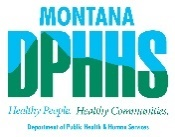 MONTANA
DPHHS
Healthy People. Healthy Communities.
Department of Public Health & Human Services